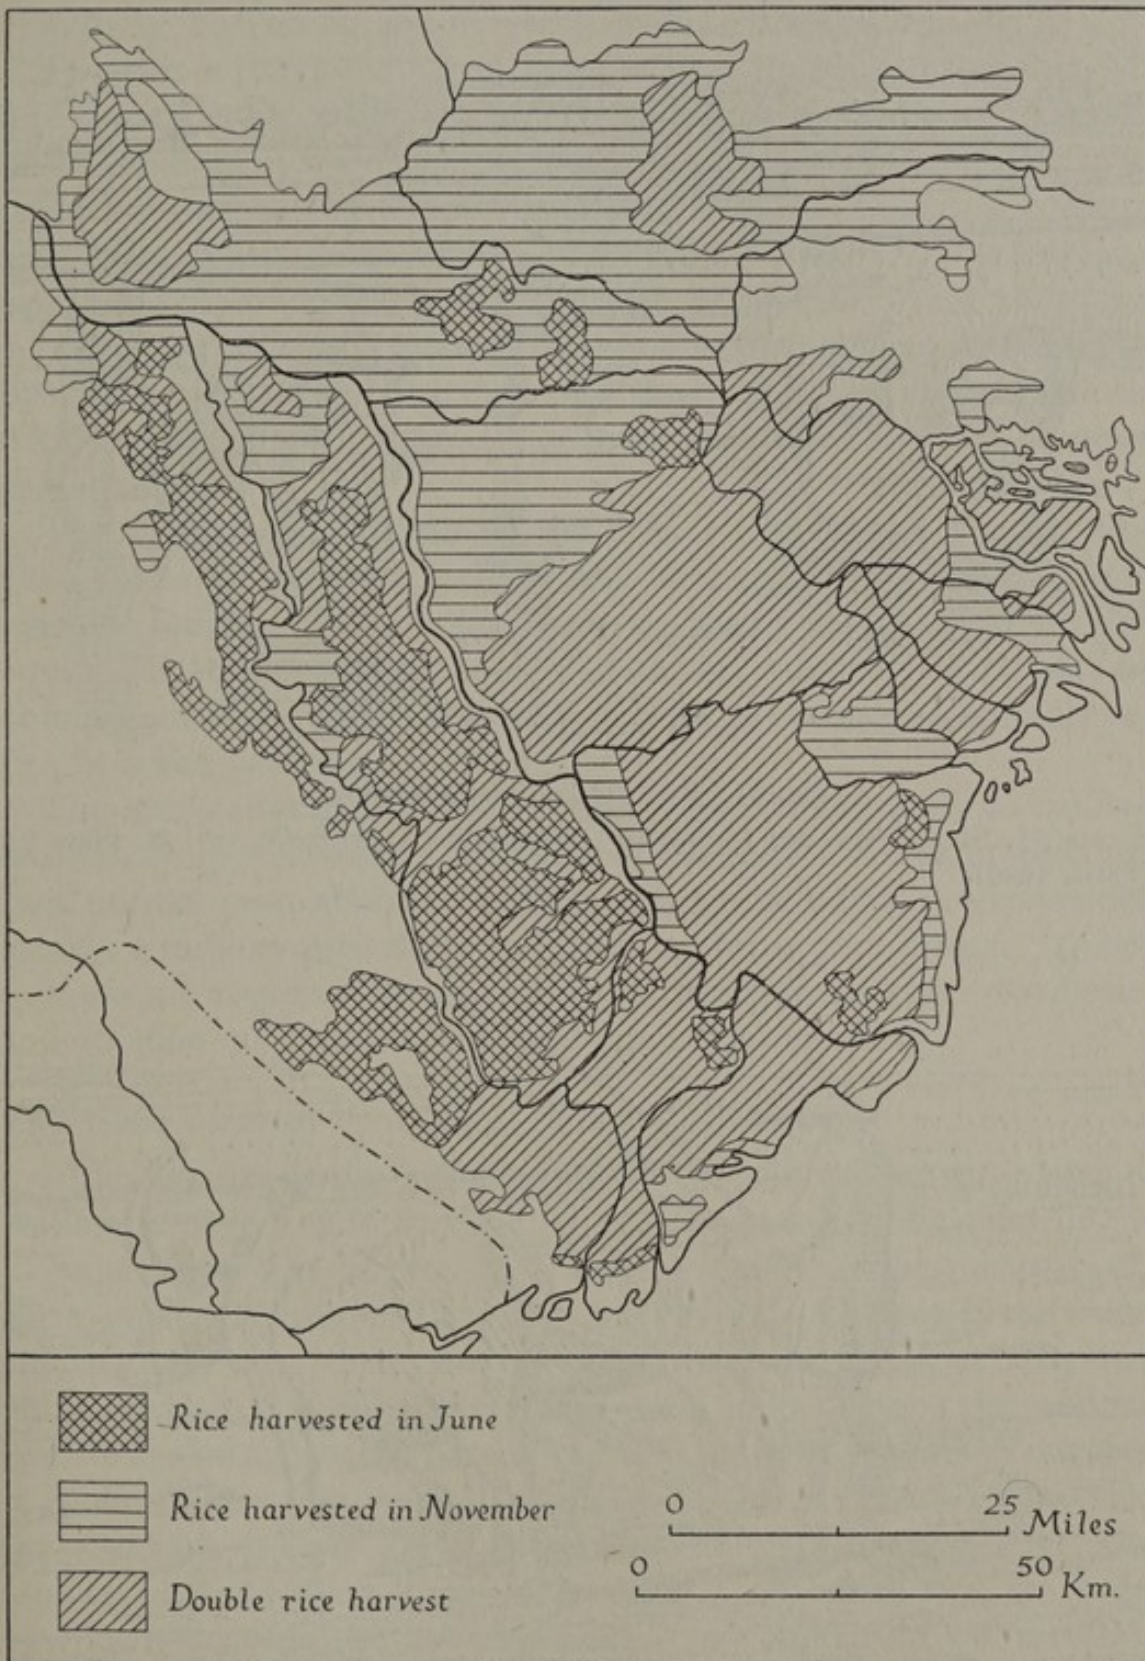 Rice harvested in June
Rice harvested in November
Double rice harvest
0 25 Miles
0 50 Km.